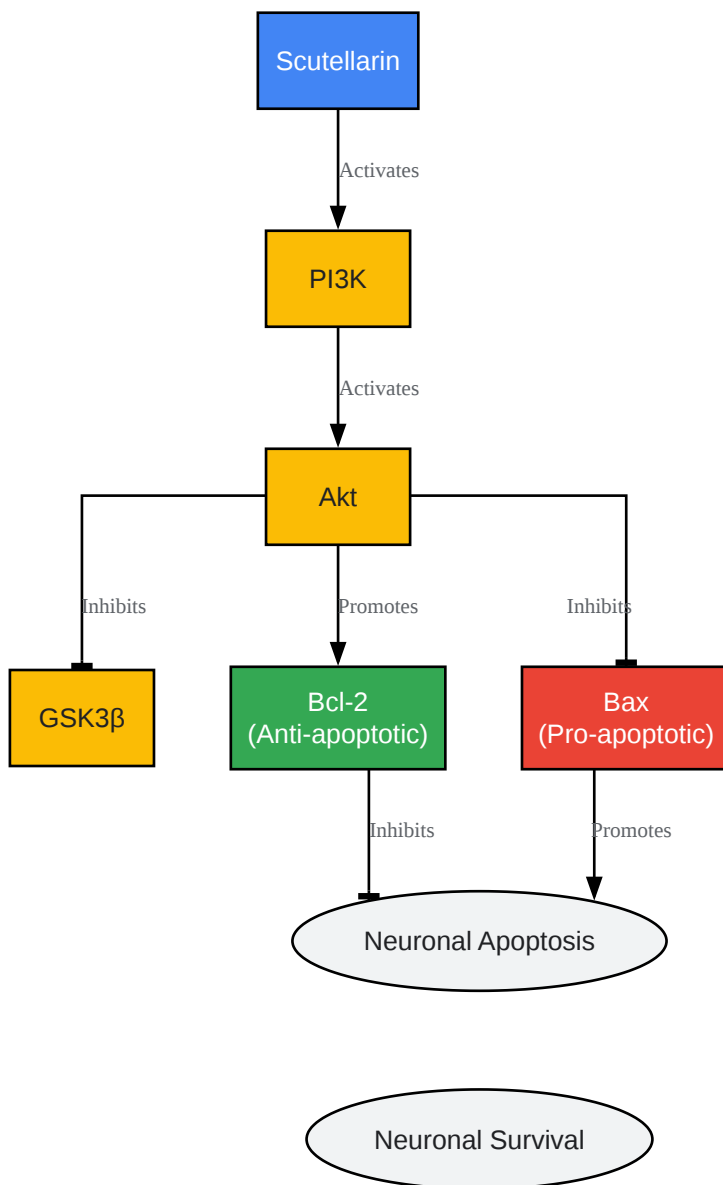 Scutellarin
Activates
PI3K
Activates
Akt
Inhibits
Promotes
Inhibits
GSK3β
Bcl-2
(Anti-apoptotic)
Bax
(Pro-apoptotic)
Inhibits
Promotes
Neuronal Apoptosis
Neuronal Survival